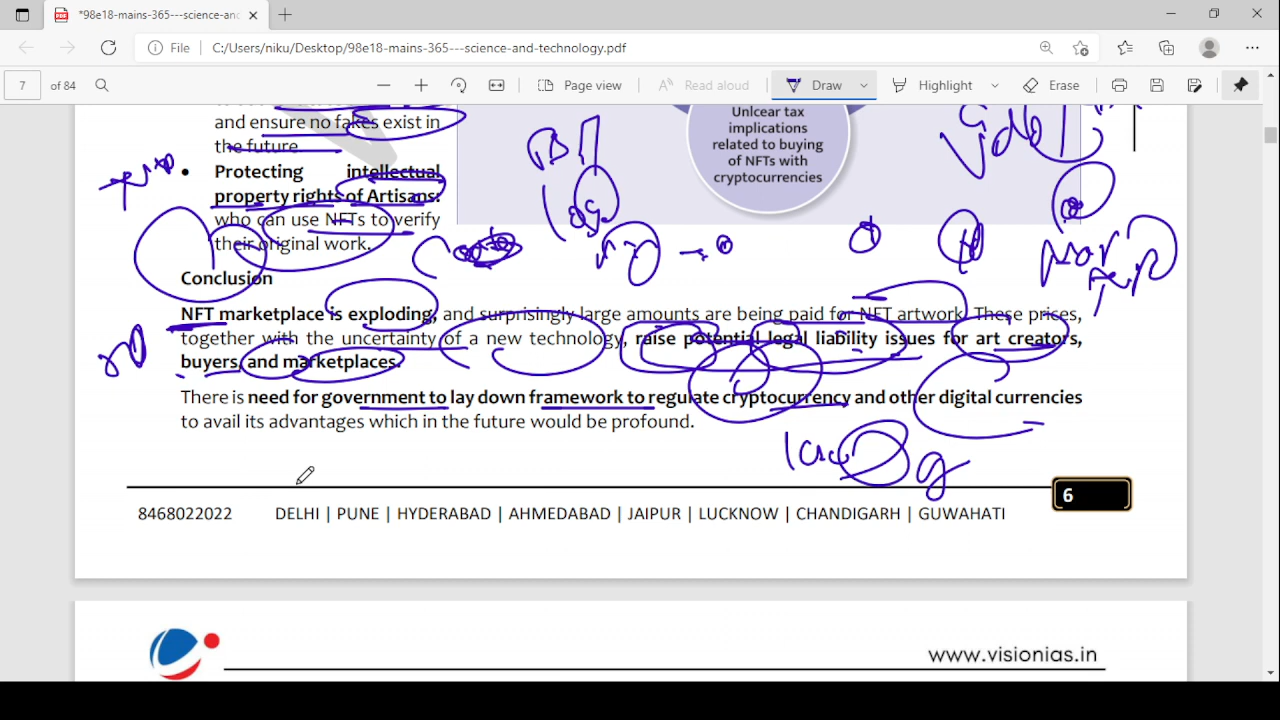 *98e18-mains-365---science-anc
File C:/Users/niku/Desktop/98e18-mains-365---science-and-technology.pdf
7 of 84 Page view Read aloud Draw Highlight Erase
and ensure no fakes exist in
the future.
• Protecting intellectual
property rights of Artisans:
who can use NFTs to verify
their original work.
Unlcear tax
implications
related to buying
of NFTs with
cryptocurrencies
Conclusion
NFT marketplace is exploding, and surprisingly large amounts are being paid for NFT artwork. These prices,
together with the uncertainty of a new technology, raise potential legal liability issues for art creators,
buyers, and marketplaces.
There is need for government to lay down framework to regulate cryptocurrency and other digital currencies
to avail its advantages which in the future would be profound.
6
8468022022 DELHI | PUNE | HYDERABAD | AHMEDABAD | JAIPUR | LUCKNOW | CHANDIGARH | GUWAHATI
www.visionias.in